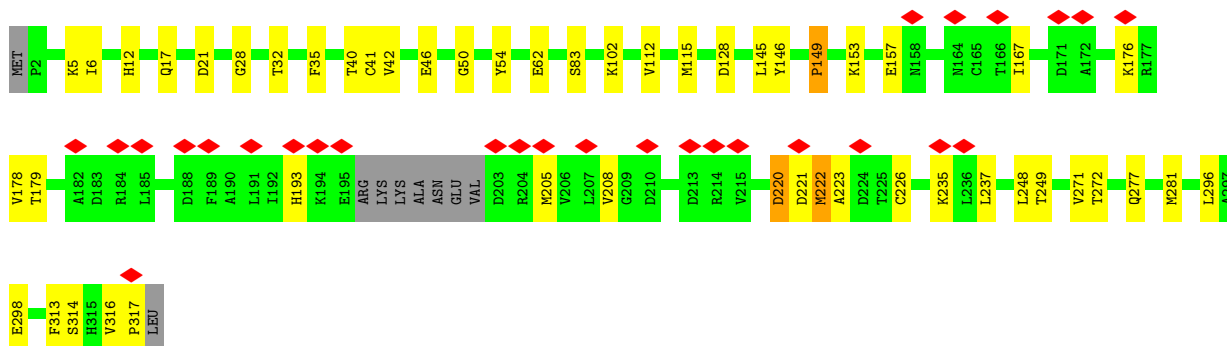 MET P2 K5 I6 H12 Q17 D21 G28 T32 F35 T40 C41 V42 E46 G50 Y54 E62 S83 K102 V112 M115 D128 L145 Y146 P149 K153 E157 N158 N164 C165 T166 I167 D171 A172 K176 R177
V178 T179 A182 D183 R184 L185 D188 F189 A190 L191 I192 H193 K194 E195 ARG LYS LYS ALA ASN GLU VAL D203 R204 M205 V206 L207 V208 G209 D210 D213 R214 V215 D220 D221 M222 A223 D224 T225 C226 K235 L236 L237 L248 T249 V271 T272 Q277 M281 L296 A297
E298 F313 S314 H315 V316 P317 LEU